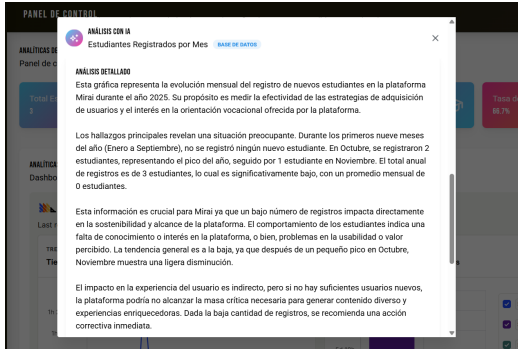 PANEL DE CONTROL
ANÁLISIS CON IA
Estudiantes Registrados por Mes BASE DE DATOS
ANALÍTICAS DE
Panel de c
Total Es
3
Tasa d
66.7%
ANÁLISIS DETALLADO
Esta gráfica representa la evolución mensual del registro de nuevos estudiantes en la plataforma
Mirai durante el año 2025. Su propósito es medir la efectividad de las estrategias de adquisición
de usuarios y el interés en la orientación vocacional ofrecida por la plataforma.
Los hallazgos principales revelan una situación preocupante. Durante los primeros nueve meses
del año (Enero a Septiembre), no se registró ningún nuevo estudiante. En Octubre, se registraron 2
estudiantes, representando el pico del año, seguido por 1 estudiante en Noviembre. El total anual
de registros es de 3 estudiantes, lo cual es significativamente bajo, con un promedio mensual de
0 estudiantes.
ANALÍTICA
Dashbo
Last r
TRE
Tie
s
Esta información es crucial para Mirai ya que un bajo número de registros impacta directamente
en la sostenibilidad y alcance de la plataforma. El comportamiento de los estudiantes indica una
falta de conocimiento o interés en la plataforma, o bien, problemas en la usabilidad o valor
percibido. La tendencia general es a la baja, ya que después de un pequeño pico en Octubre,
Noviembre muestra una ligera disminución.
El impacto en la experiencia del usuario es indirecto, pero si no hay suficientes usuarios nuevos,
la plataforma podría no alcanzar la masa crítica necesaria para generar contenido diverso y
experiencias enriquecedoras. Dada la baja cantidad de registros, se recomienda una acción
correctiva inmediata.
1h
1h